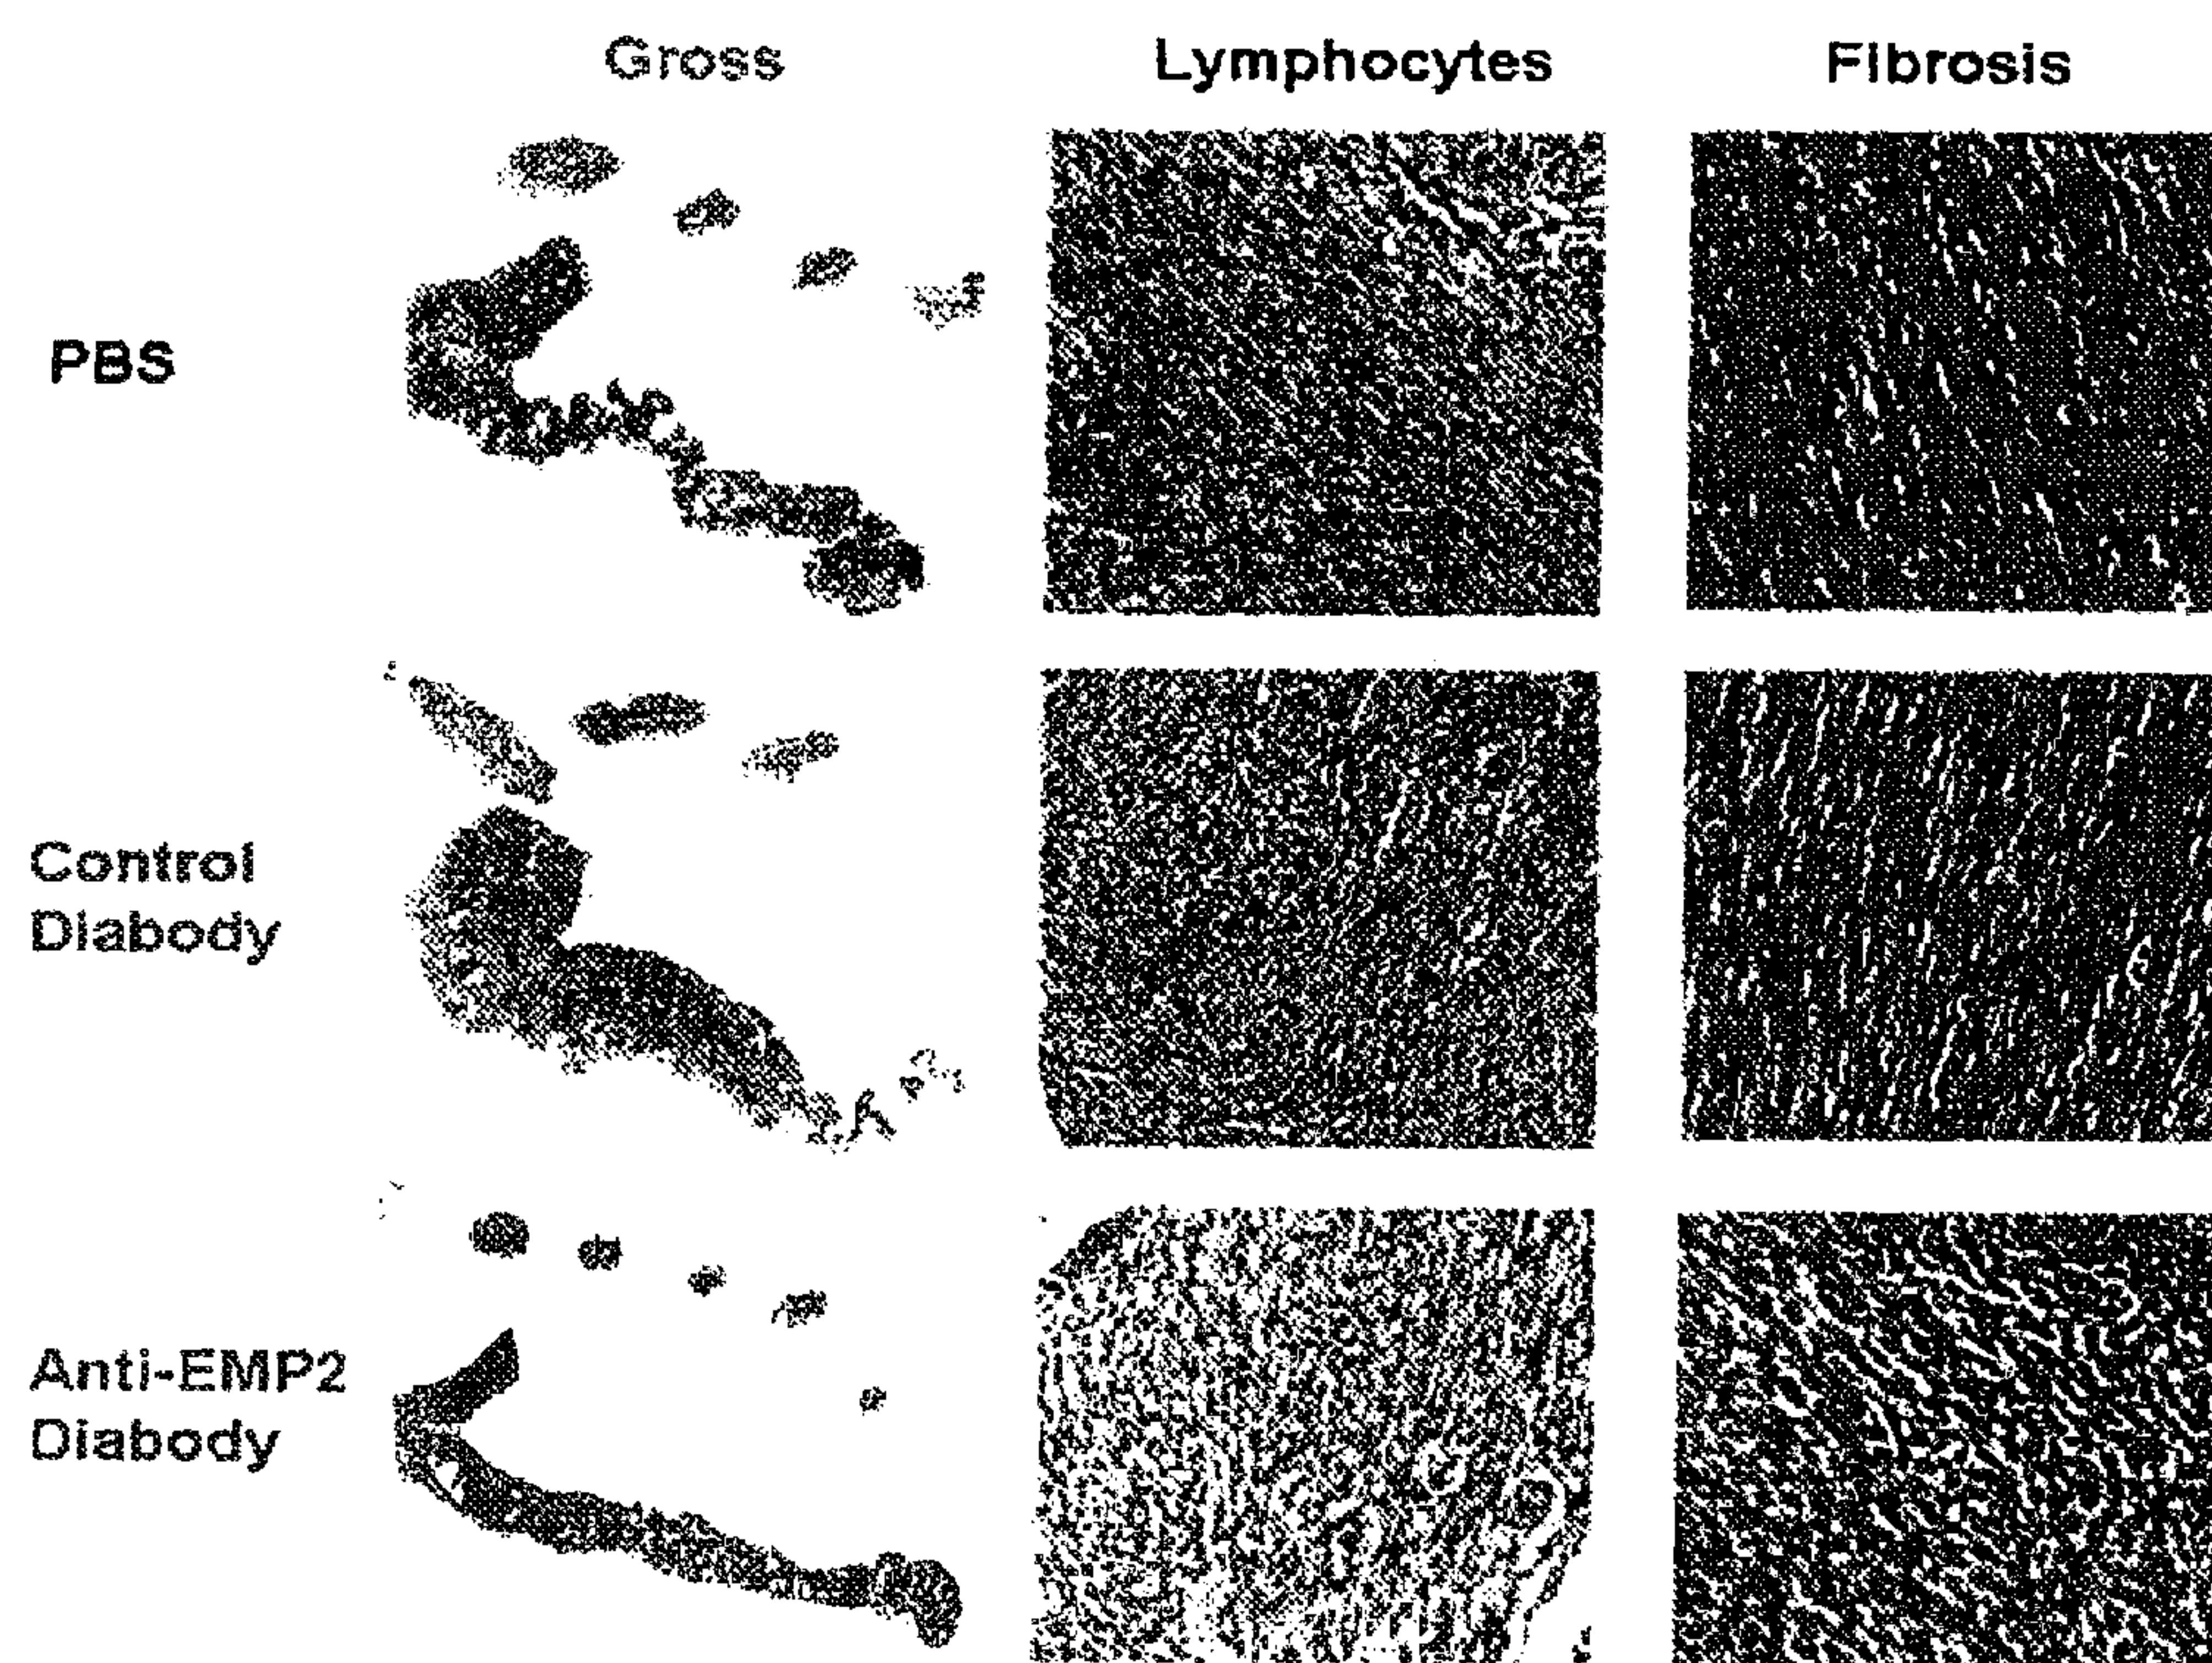 Gross Lymphocytes Fibrosis
PBS
Control
Diabody
Anti-EMP2
Diabody